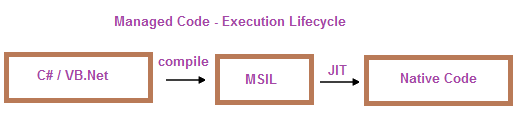 Managed Code - Execution Lifecycle
C# / VB.Net
compile
MSIL
JIT
Native Code